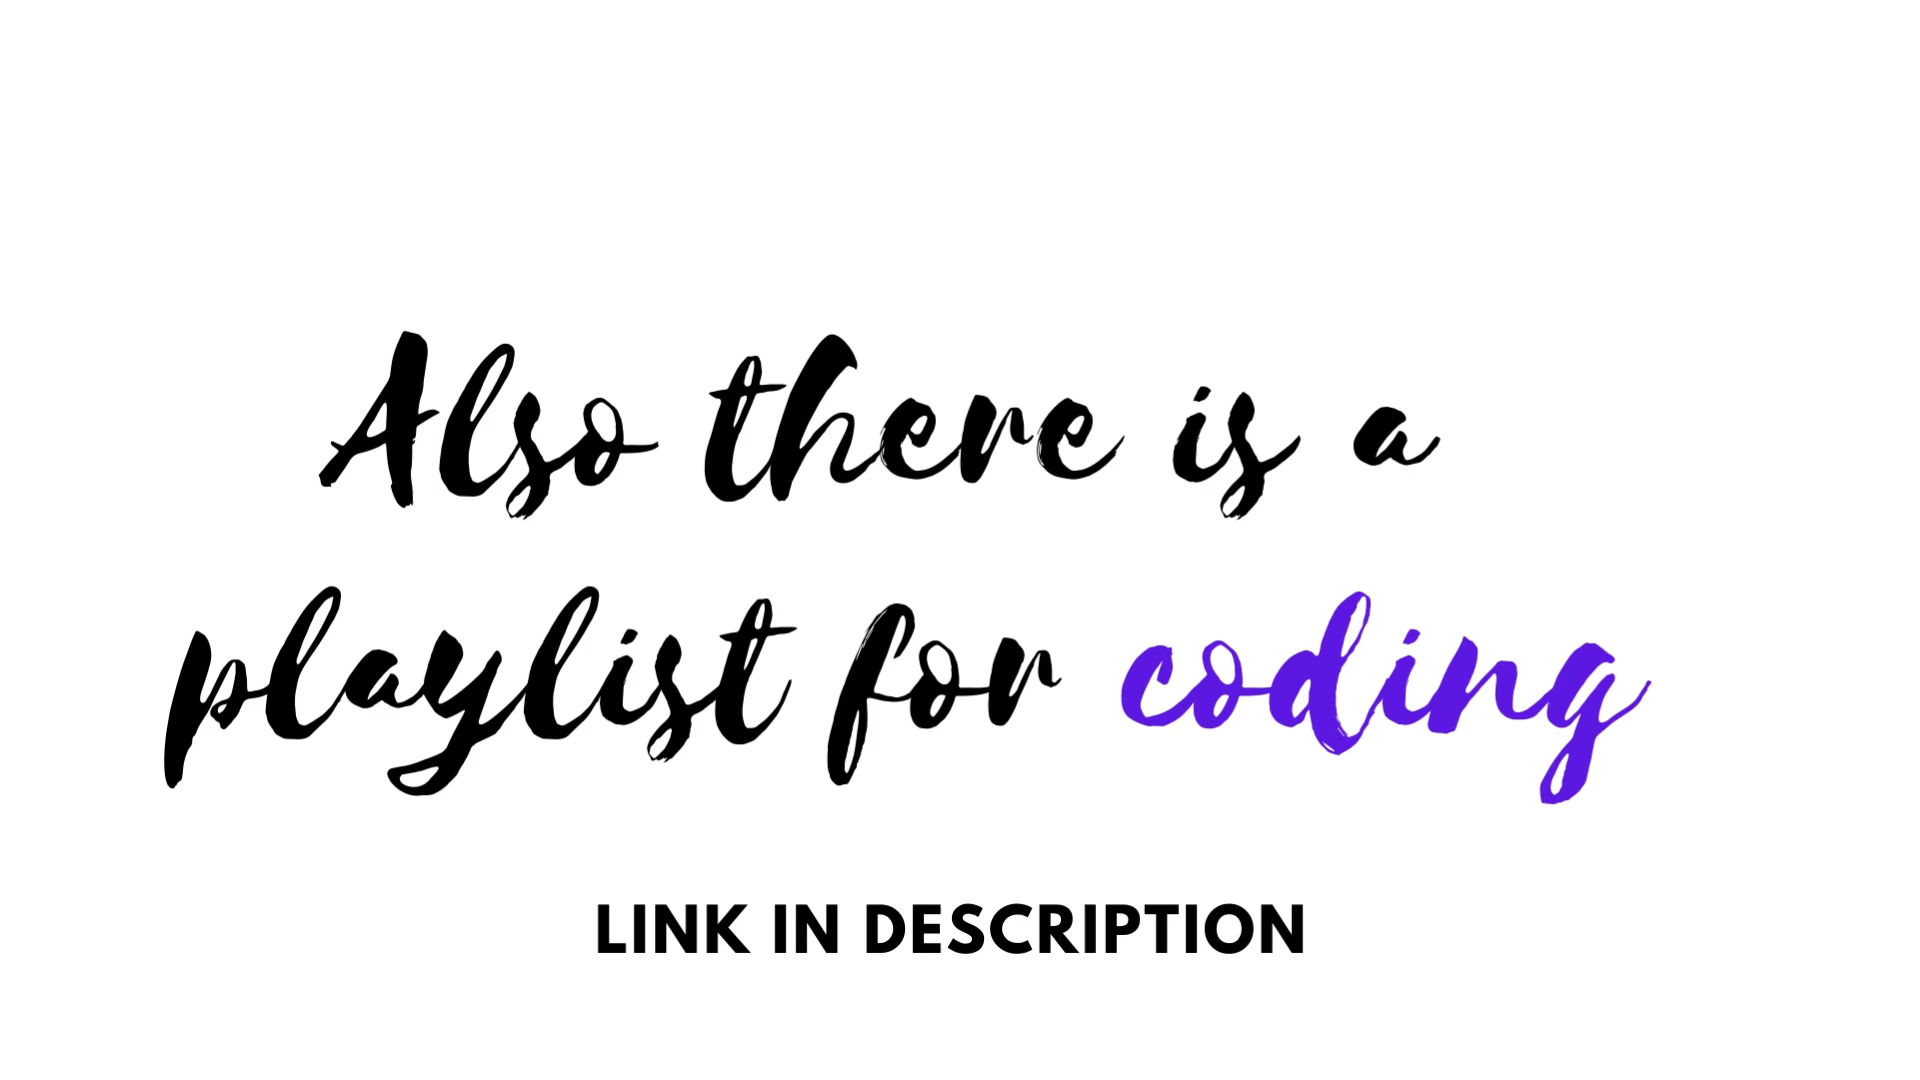 Also there is a
playlist for coding
LINK IN DESCRIPTION